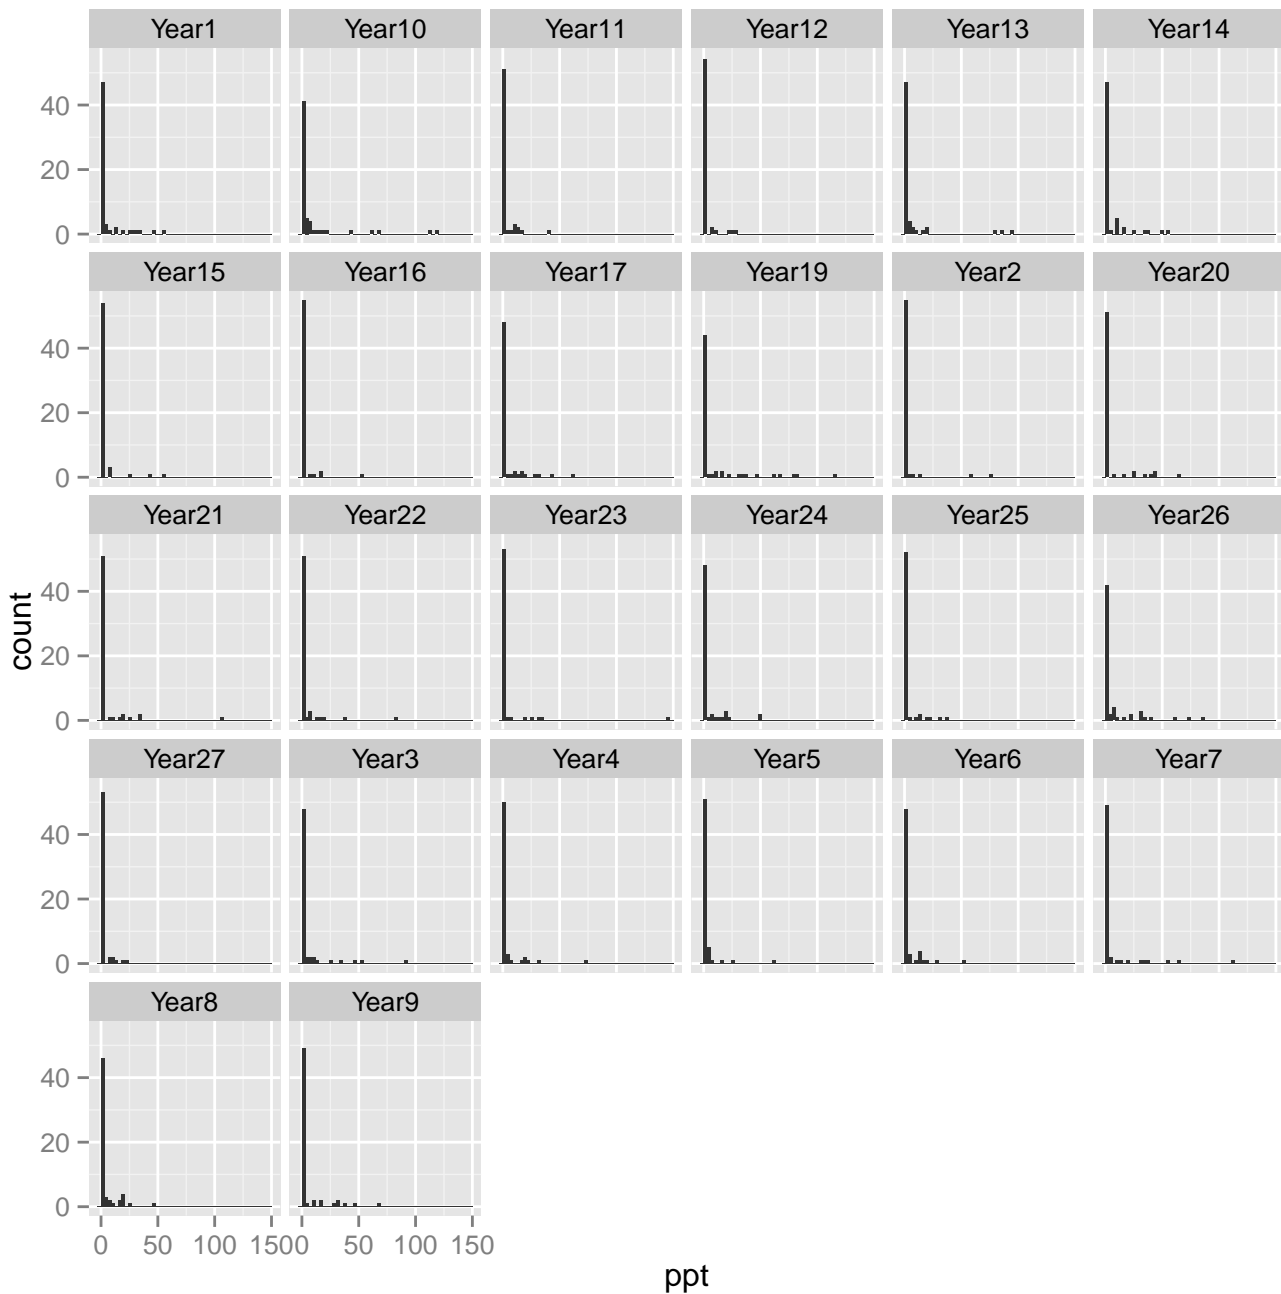 Year1 Year10 Year11 Year12 Year13 Year14
40
20
0
Year15 Year16 Year17 Year19 Year2 Year20
40
20
0
Year21 Year22 Year23 Year24 Year25 Year26
40
20
0
count
Year27 Year3 Year4 Year5 Year6 Year7
40
20
0
Year8 Year9
40
20
0
0 50 100 150 0 50 100 150
ppt